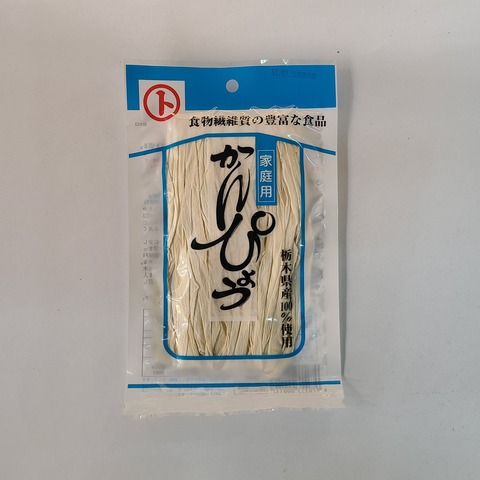 ト
食物繊維質の豊富な食品
家庭用
かんぴょう
栃木県産100%使用